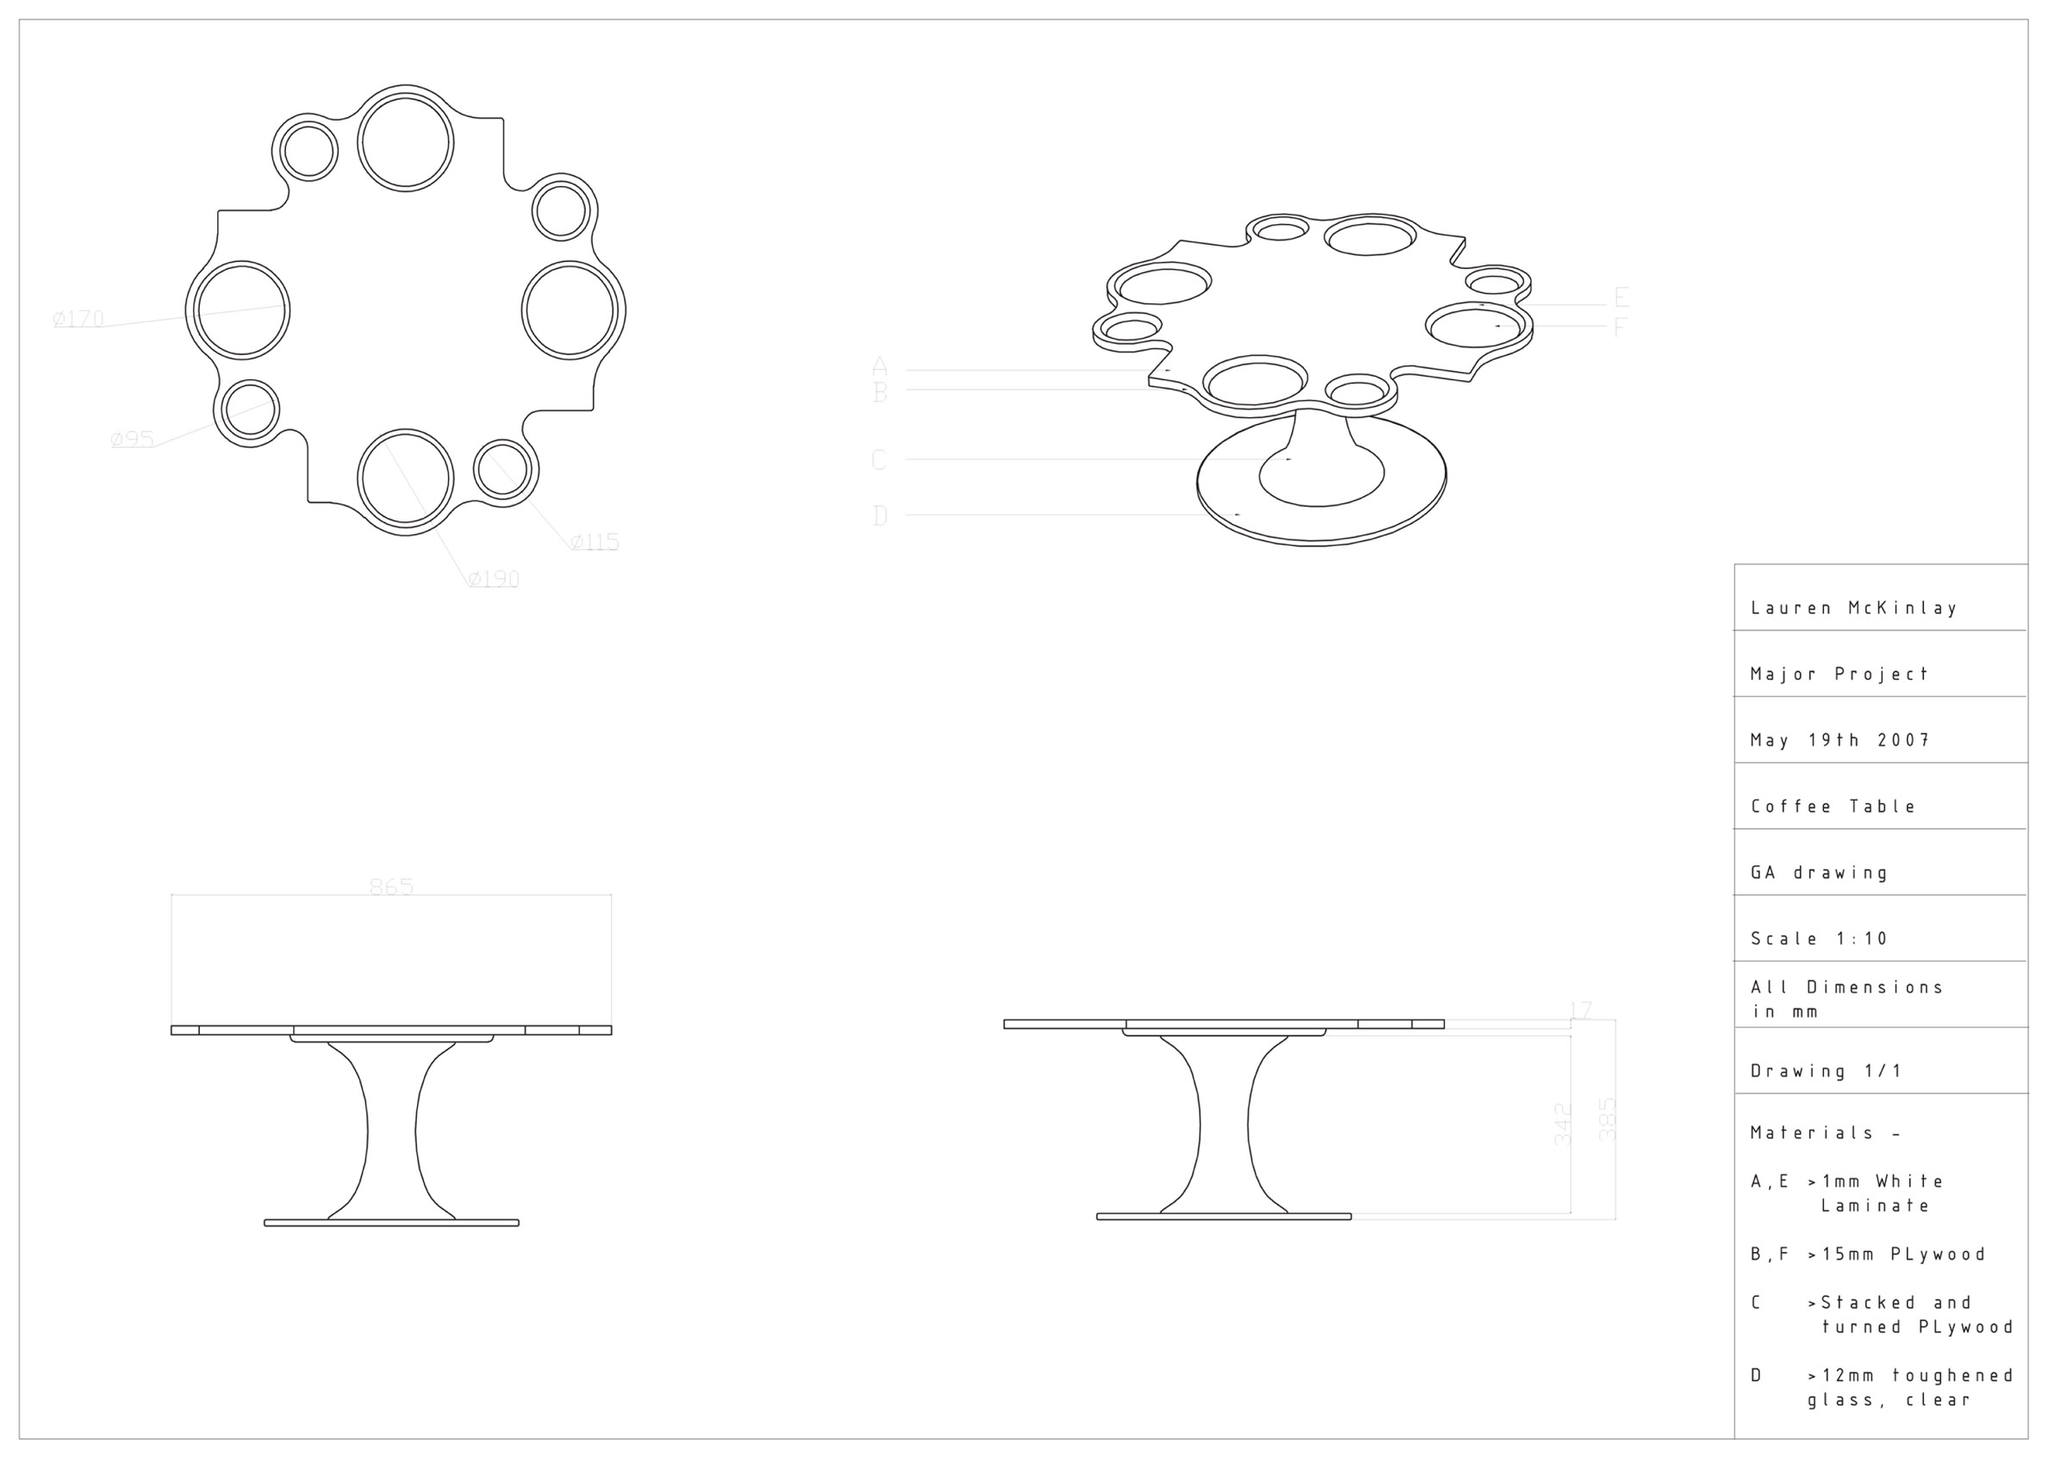 Ø170
Ø95
Ø115
Ø190
A
B
C
D
E
F
865
17
342
385
Lauren McKinlay
Major Project
May 19th 2007
Coffee Table
GA drawing
Scale 1:10
All Dimensions
in mm
Drawing 1/1
Materials -
A,E >1mm White
Laminate
B,F >15mm PLywood
C >Stacked and
turned PLywood
D >12mm toughened
glass, clear